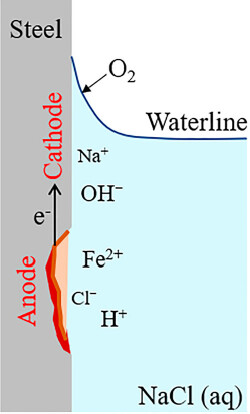 Steel
O₂
Waterline
Cathode
Na⁺
OH⁻
e⁻
Fe²⁺
Anode
Cl⁻
H⁺
NaCl (aq)